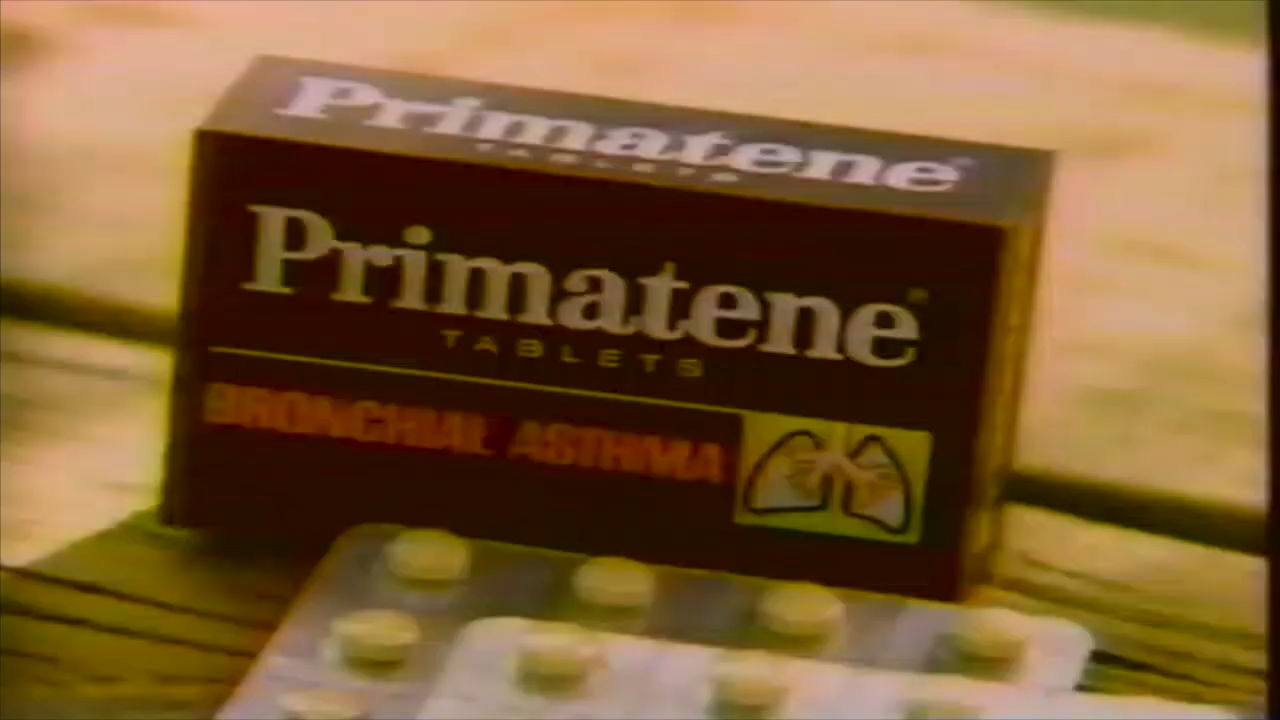 Primatene®
TABLETS
Primatene®
TABLETS
BRONCHIAL ASTHMA